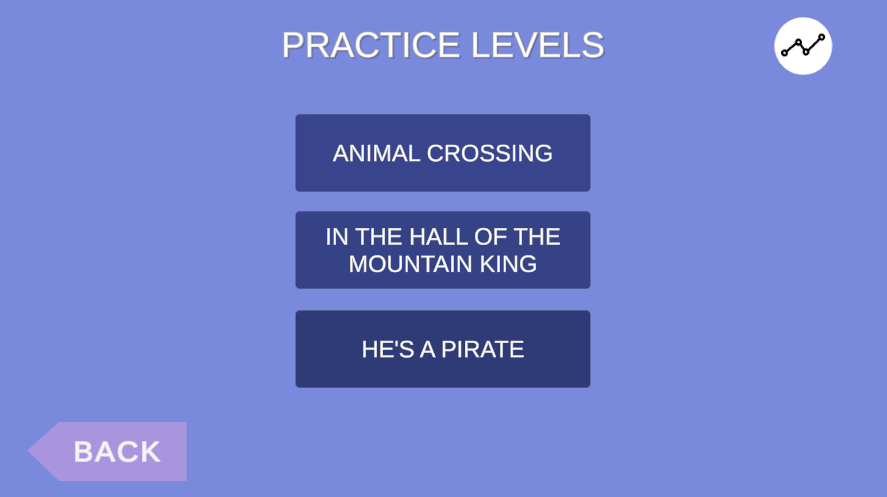 PRACTICE LEVELS
ANIMAL CROSSING
IN THE HALL OF THE
MOUNTAIN KING
HE'S A PIRATE
BACK